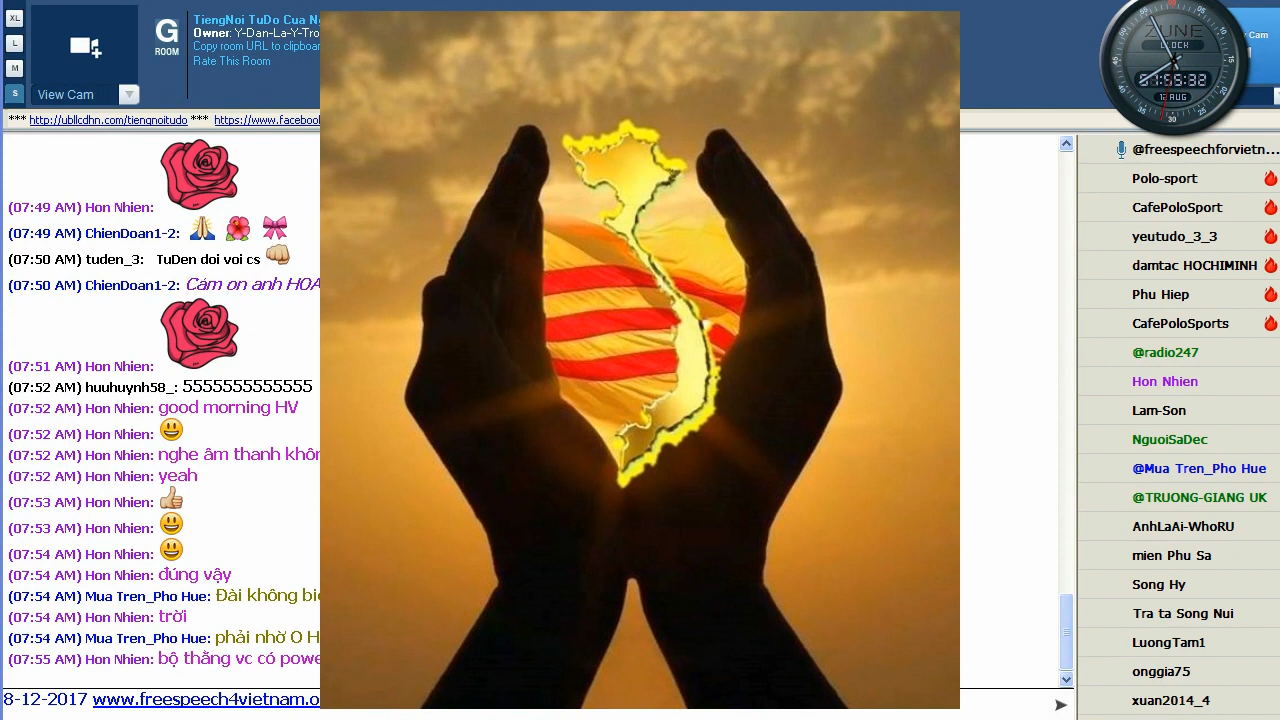 XL
L
M
S
View Cam
G
ROOM
TiengNoi TuDo Cua
Owner: Y-Dan-La-Y-Tro
Copy room URL to clipboar
Rate This Room
Cam
ZUNE
CLOCK
12 AUG
*** http://ubllcdhn.com/tiengnoitudo *** https://www.facebook
(07:49 AM) Hon Nhien:
(07:49 AM) ChienDoan1-2:
(07:50 AM) tuden_3: TuDen doi voi cs
(07:50 AM) ChienDoan1-2: Cám ơn anh HOA
(07:51 AM) Hon Nhien:
(07:52 AM) huuhuynh58_: 5555555555555
(07:52 AM) Hon Nhien: good morning HV
(07:52 AM) Hon Nhien:
(07:52 AM) Hon Nhien: nghe âm thanh khôn
(07:52 AM) Hon Nhien: yeah
(07:53 AM) Hon Nhien:
(07:53 AM) Hon Nhien:
(07:54 AM) Hon Nhien:
(07:54 AM) Hon Nhien: đúng vậy
(07:54 AM) Mua Tren_Pho Hue: Đài không biế
(07:54 AM) Hon Nhien: trời
(07:54 AM) Mua Tren_Pho Hue: phải nhờ O H
(07:55 AM) Hon Nhien: bộ thằng vc có powe
8-12-2017 www.freespeech4vietnam.o
@freespeechforvietn...
Polo-sport
CafePoloSport
yeutudo_3_3
damtac HOCHIMINH
Phu Hiep
CafePoloSports
@radio247
Hon Nhien
Lam-Son
NguoiSaDec
@Mua Tren_Pho Hue
@TRUONG-GIANG UK
AnhLaAi-WhoRU
mien Phu Sa
Song Hy
Tra ta Song Nui
LuongTam1
onggia75
xuan2014_4